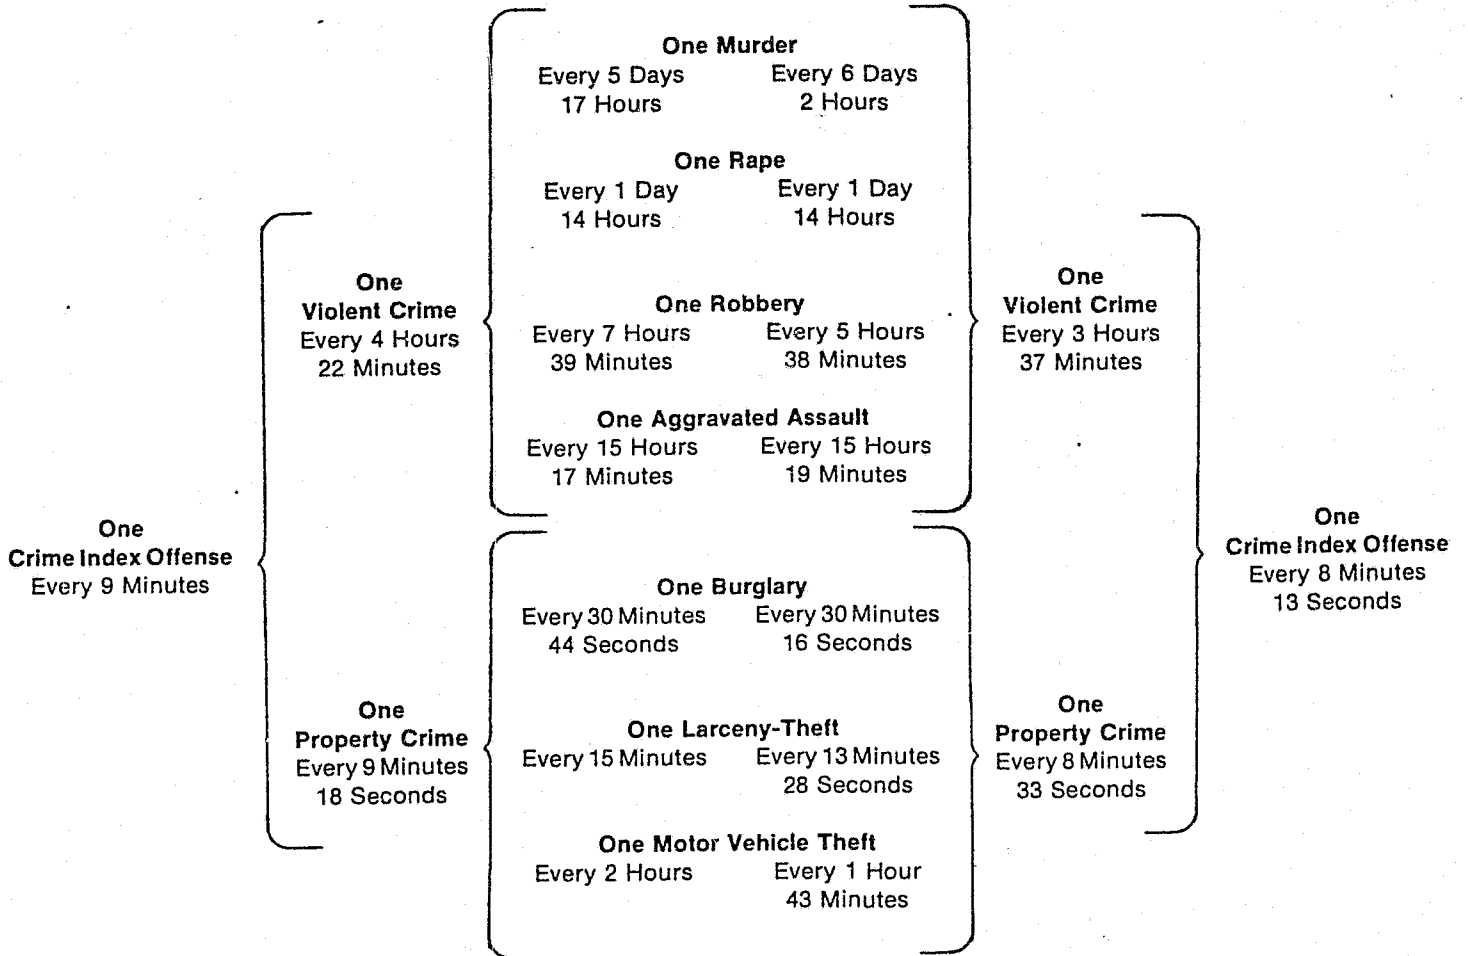 One Murder
Every 5 Days Every 6 Days
17 Hours 2 Hours
One Rape
Every 1 Day Every 1 Day
14 Hours 14 Hours
One
Violent Crime
Every 4 Hours
22 Minutes
One Robbery
Every 7 Hours Every 5 Hours
39 Minutes 38 Minutes
One Aggravated Assault
Every 15 Hours Every 15 Hours
17 Minutes 19 Minutes
One
Violent Crime
Every 3 Hours
37 Minutes
One
Crime Index Offense
Every 9 Minutes
One
Crime Index Offense
Every 8 Minutes
13 Seconds
One Burglary
Every 30 Minutes Every 30 Minutes
44 Seconds 16 Seconds
One
Property Crime
Every 9 Minutes
18 Seconds
One Larceny-Theft
Every 15 Minutes Every 13 Minutes
28 Seconds
One Motor Vehicle Theft
Every 2 Hours Every 1 Hour
43 Minutes
One
Property Crime
Every 8 Minutes
33 Seconds